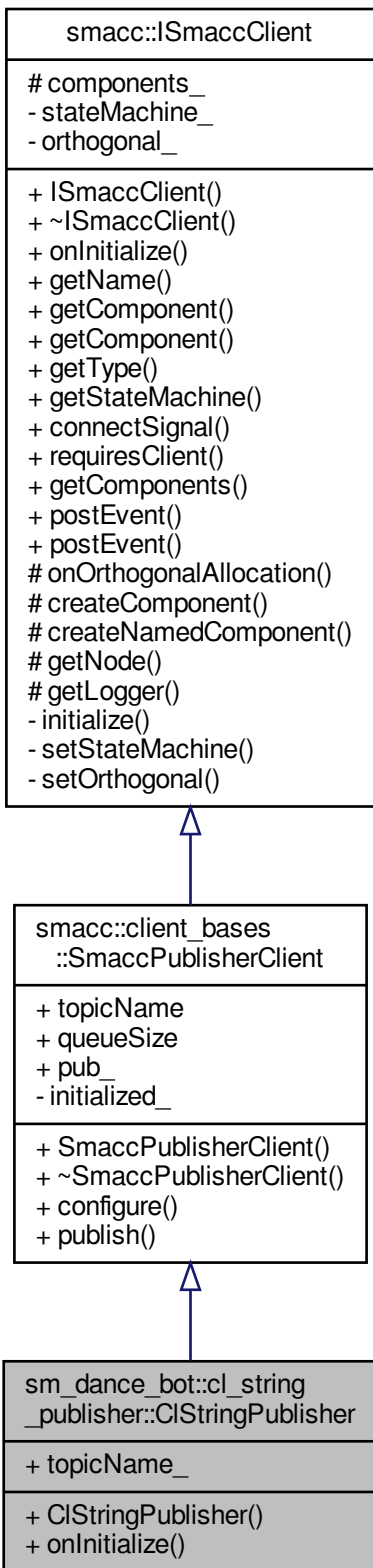 smacc::ISmaccClient
# components_
- stateMachine_
- orthogonal_
+ ISmaccClient()
+ ~ISmaccClient()
+ onInitialize()
+ getName()
+ getComponent()
+ getComponent()
+ getType()
+ getStateMachine()
+ connectSignal()
+ requiresClient()
+ getComponents()
+ postEvent()
+ postEvent()
# onOrthogonalAllocation()
# createComponent()
# createNamedComponent()
# getNode()
# getLogger()
- initialize()
- setStateMachine()
- setOrthogonal()
smacc::client_bases
::SmaccPublisherClient
+ topicName
+ queueSize
+ pub_
- initialized_
+ SmaccPublisherClient()
+ ~SmaccPublisherClient()
+ configure()
+ publish()
sm_dance_bot::cl_string
_publisher::ClStringPublisher
+ topicName_
+ ClStringPublisher()
+ onInitialize()